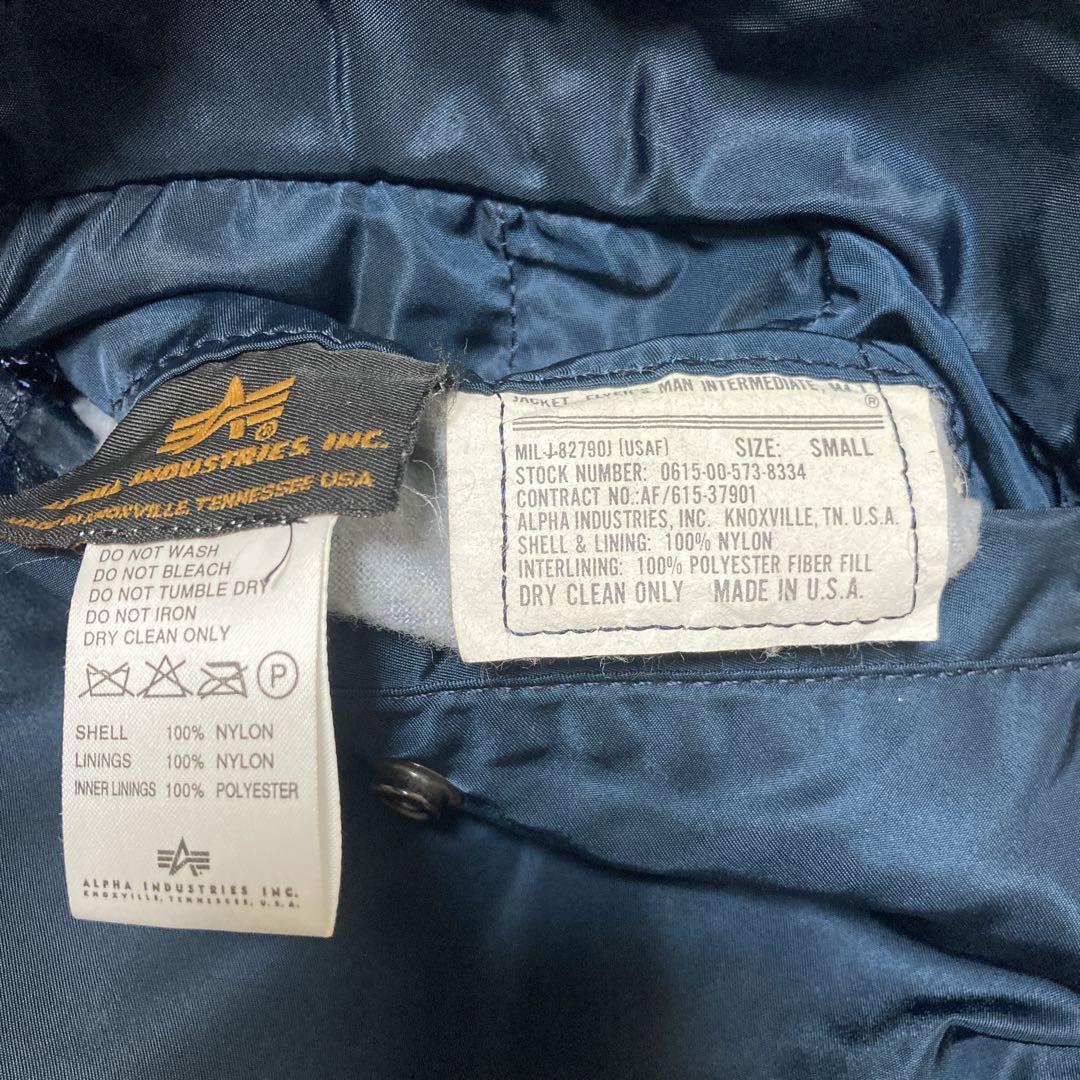 ALPHA INDUSTRIES, INC.
KNOXVILLE, TENNESSEE USA
®
DO NOT WASH
DO NOT BLEACH
DO NOT TUMBLE DRY
DO NOT IRON
DRY CLEAN ONLY
P
SHELL 100% NYLON
LININGS 100% NYLON
INNER LININGS 100% POLYESTER
ALPHA INDUSTRIES INC.
KNOXVILLE, TENNESSEE, U.S.A.
JACKET FLYER'S MAN INTERMEDIATE,
®
MIL-J-8279OJ (USAF) SIZE: SMALL
STOCK NUMBER: 0615-00-573-8334
CONTRACT NO.:AF/615-37901
ALPHA INDUSTRIES, INC. KNOXVILLE, TN. U.S.A.
SHELL & LINING: 100% NYLON
INTERLINING: 100% POLYESTER FIBER FILL
DRY CLEAN ONLY MADE IN U.S.A.